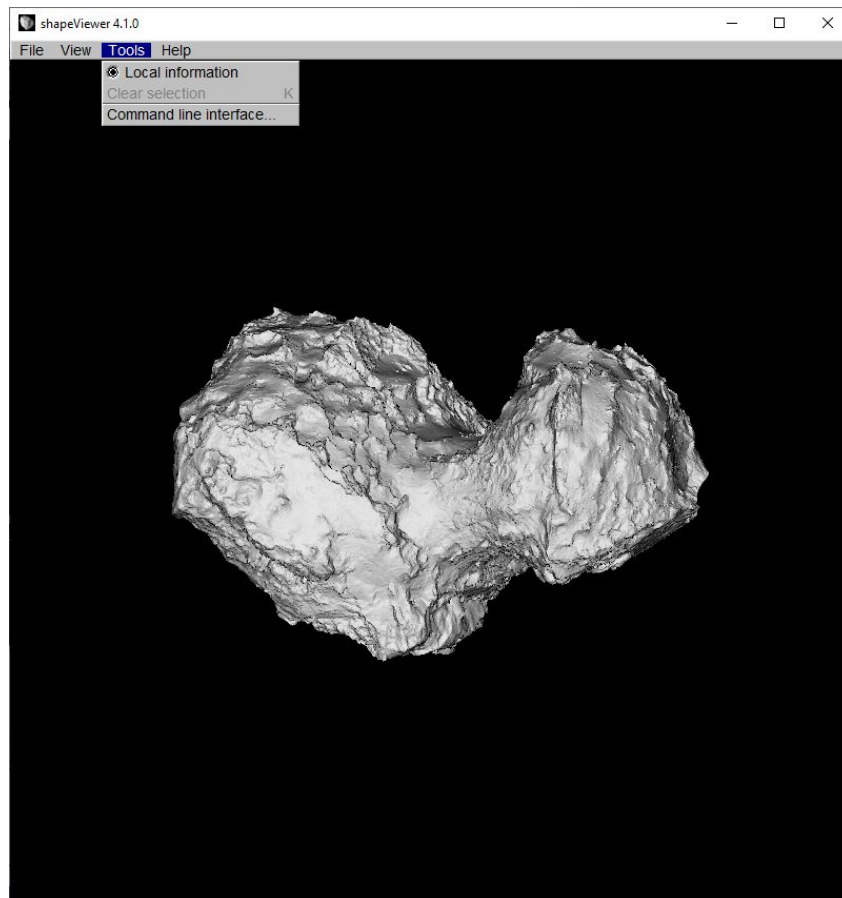 shapeViewer 4.1.0
File View Tools Help
Local information
Clear selection K
Command line interface...